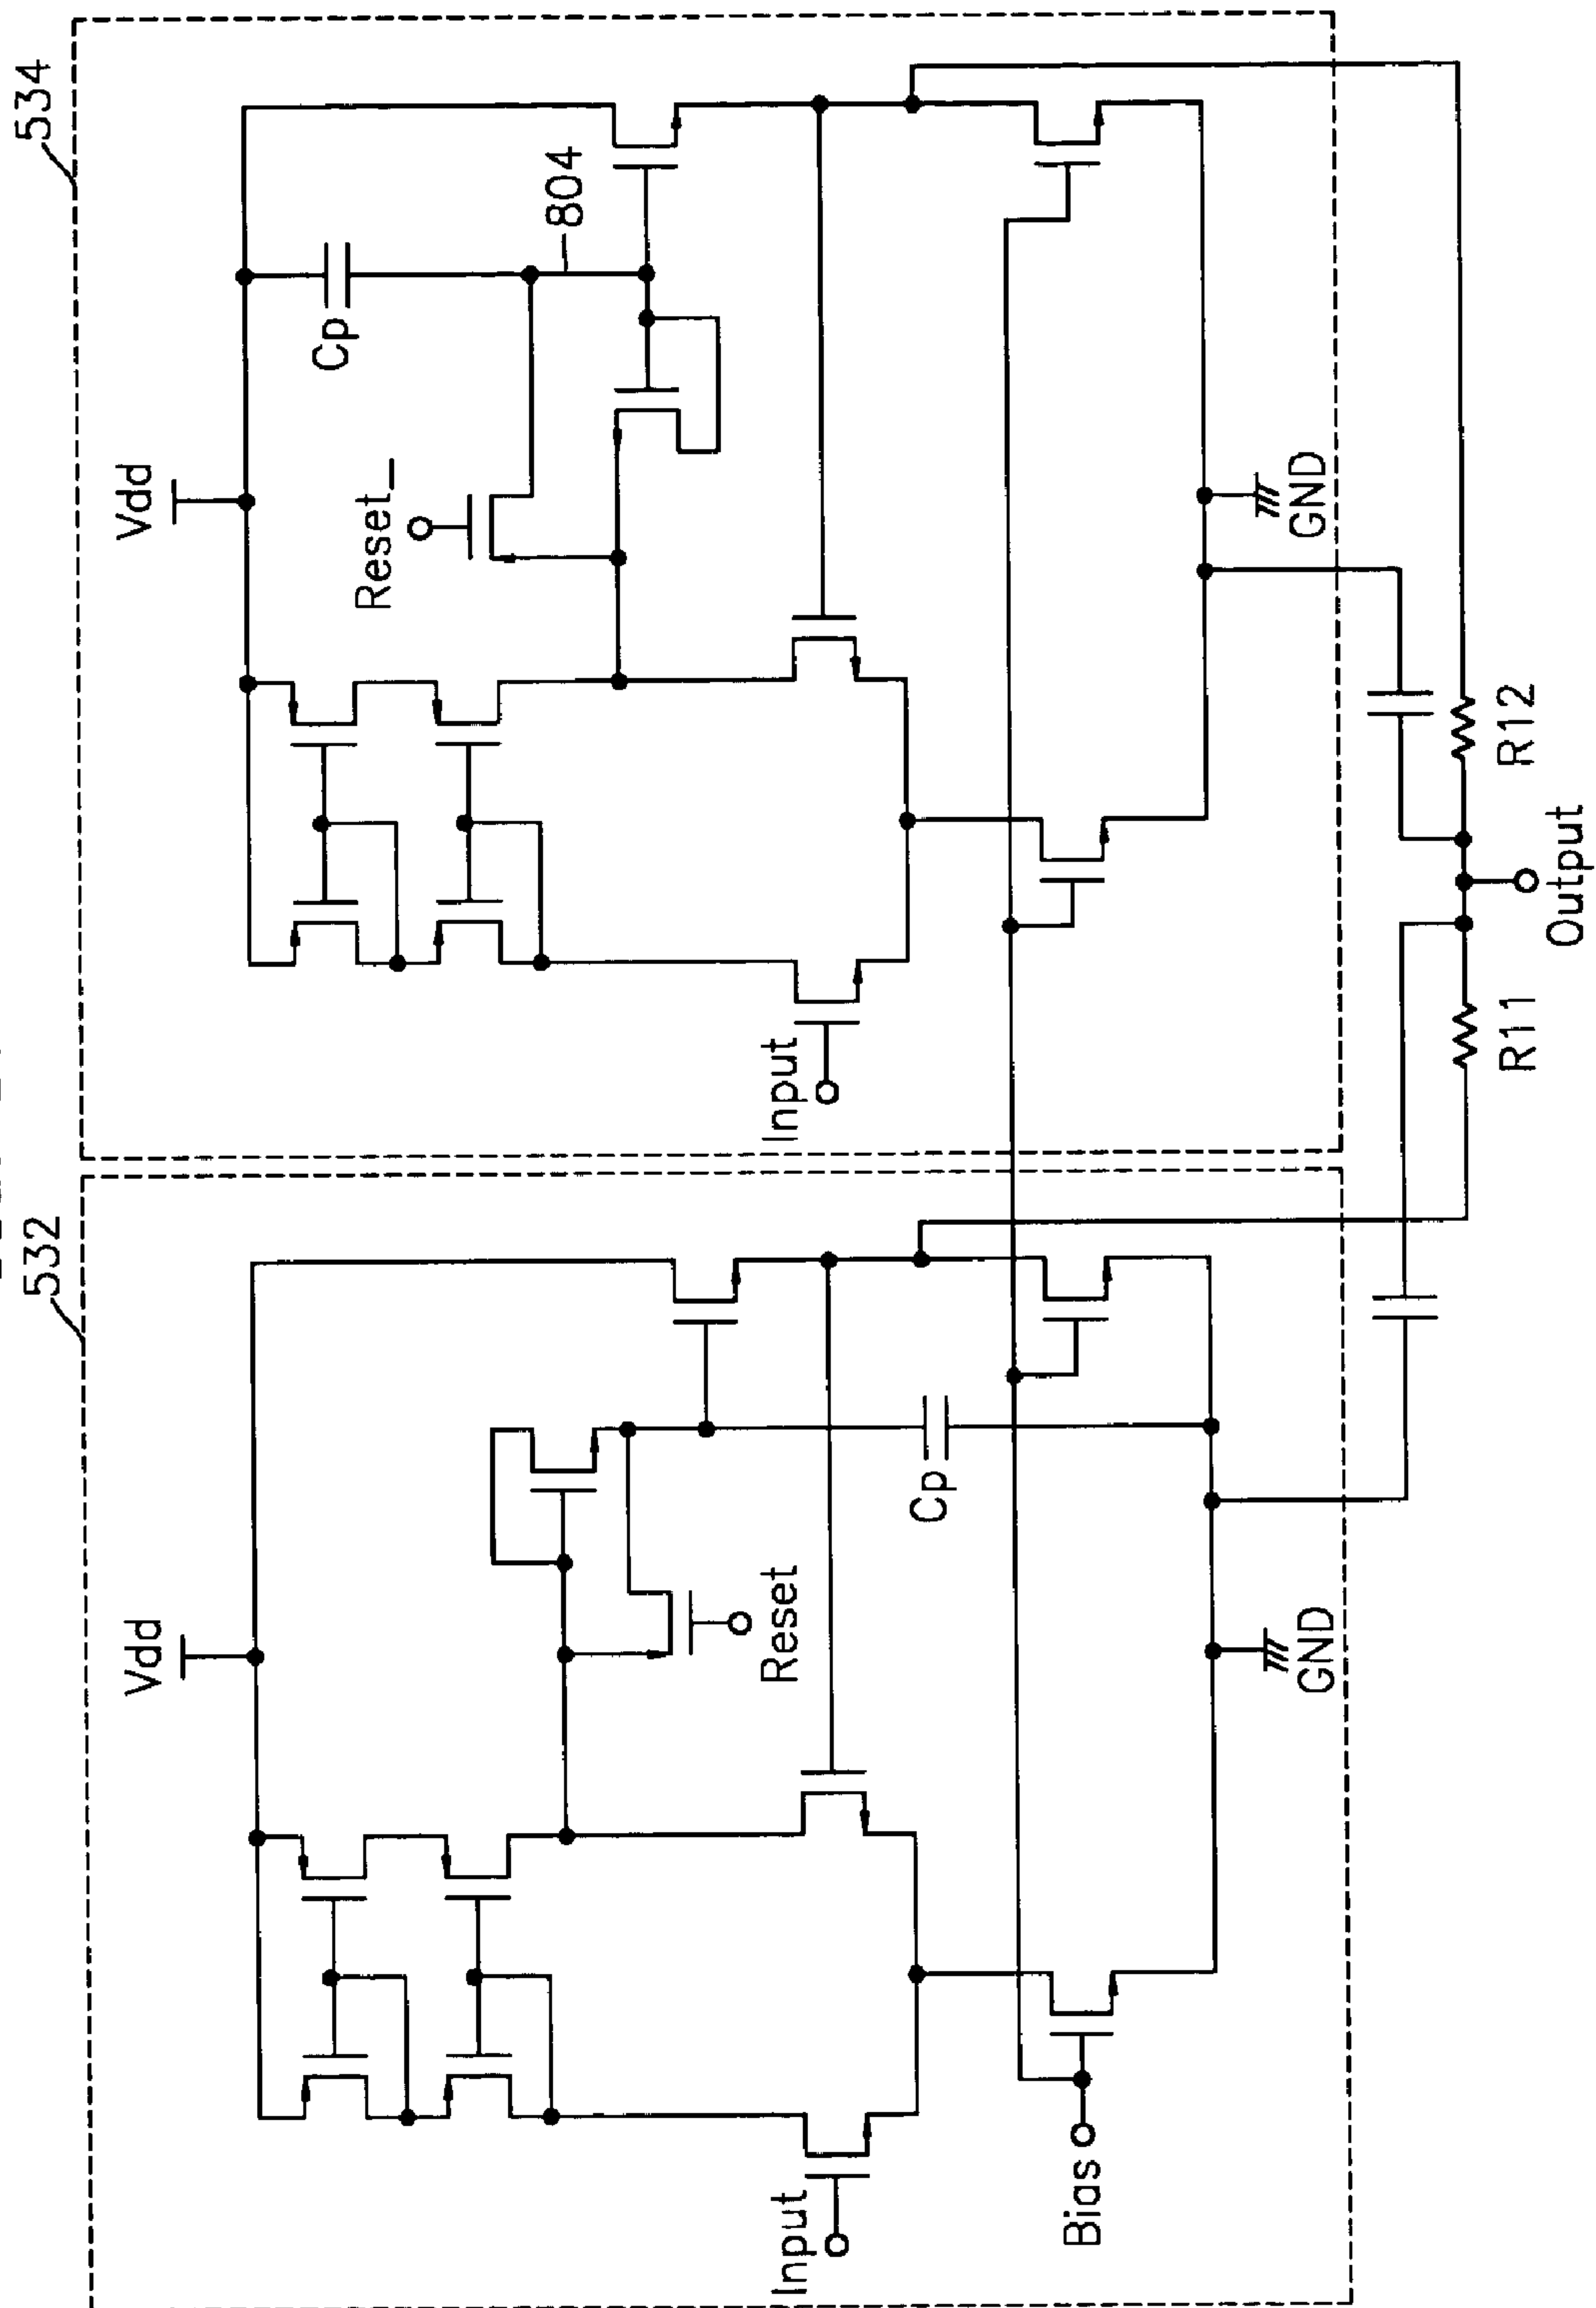 532
534
Vdd
Vdd
Cp
804
Reset_
Reset
Cp
Input
Input
Bias
GND
GND
R11
R12
Output